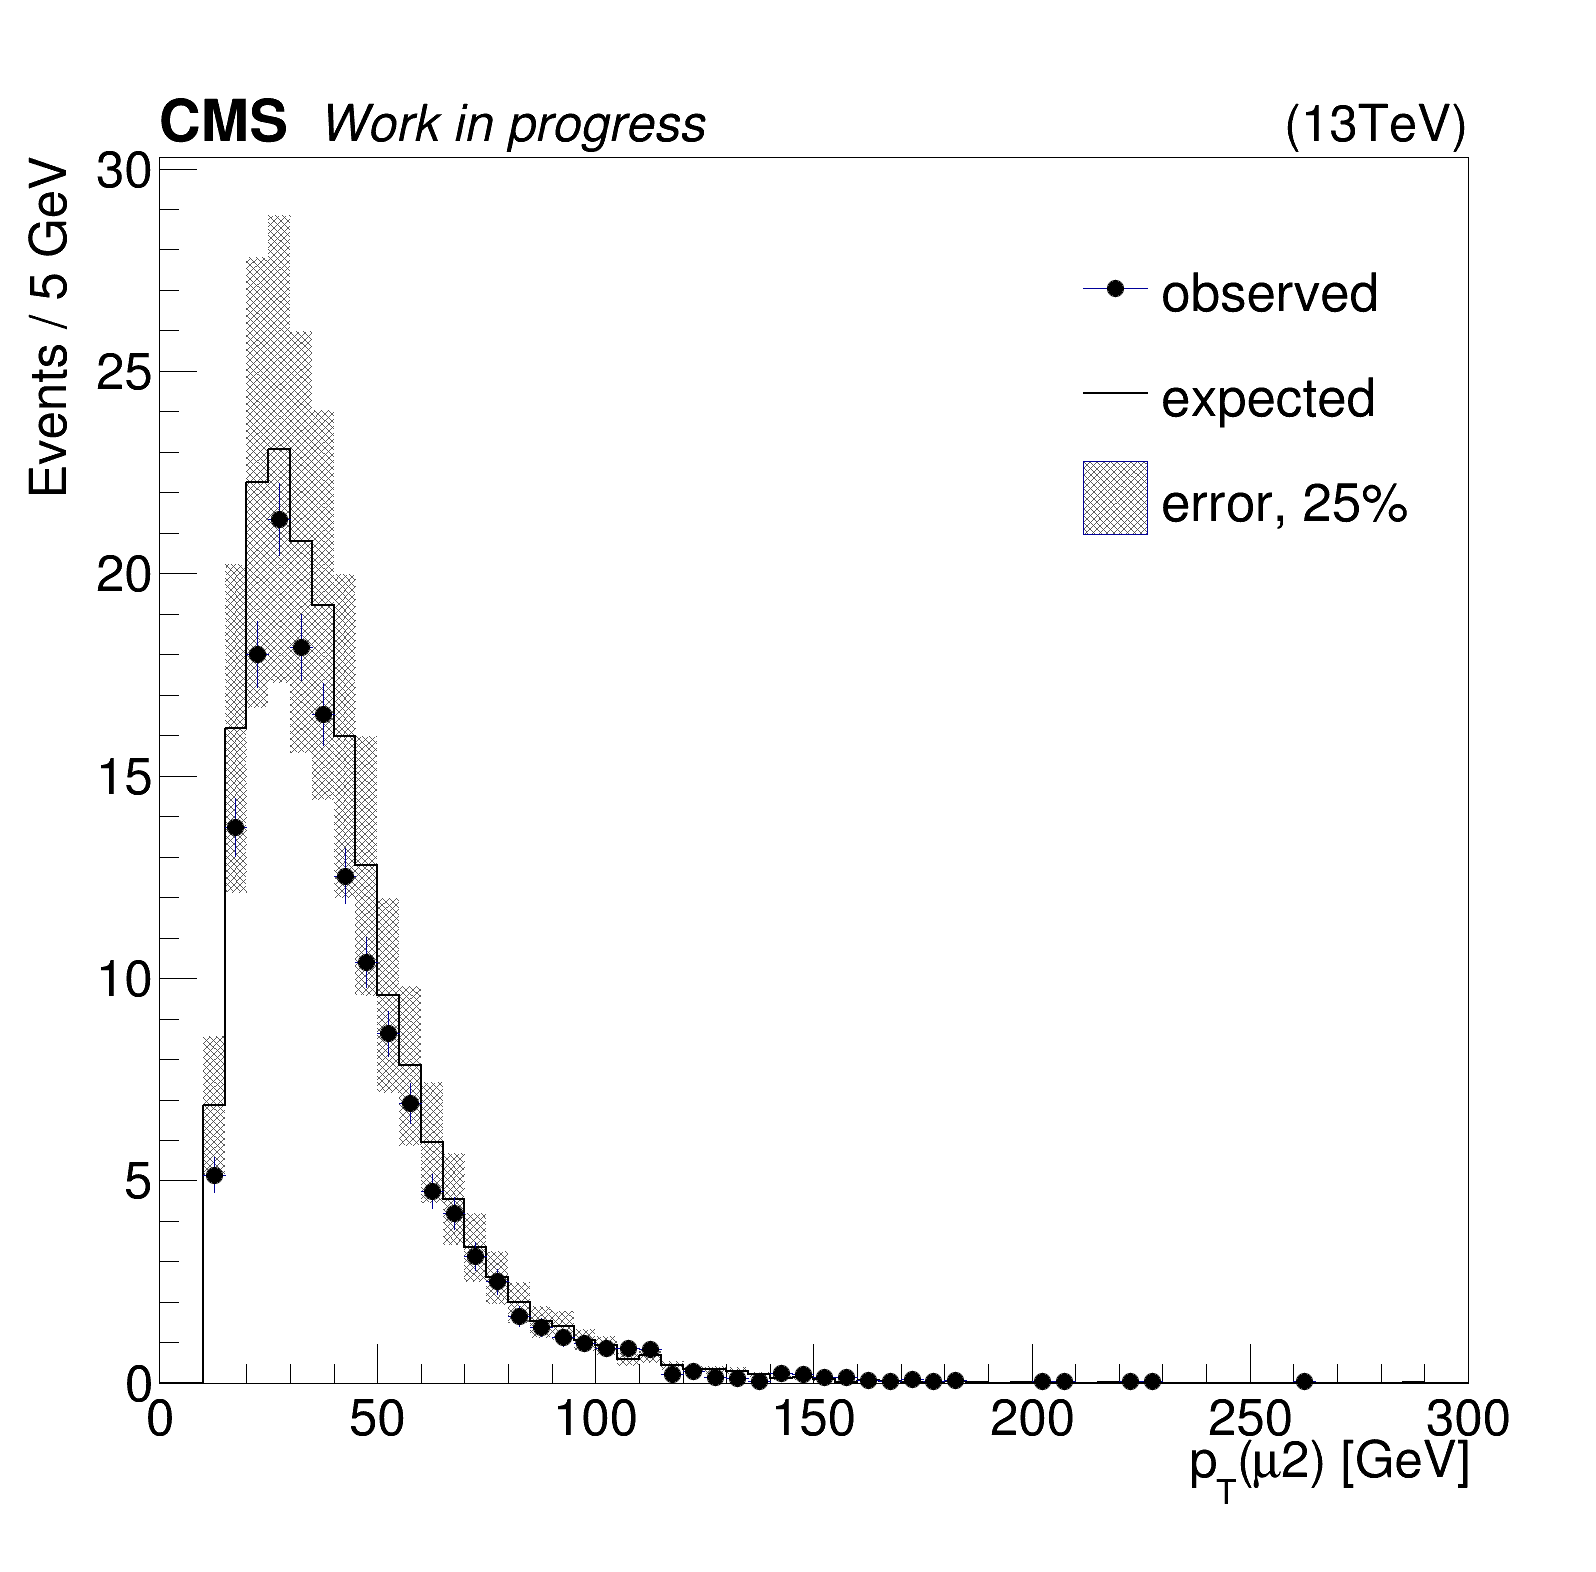 CMS Work in progress (13TeV)
Events / 5 GeV
30
25
20
15
10
5
0
observed
expected
error, 25%
0 50 100 150 200 250 300
p_T(μ2) [GeV]